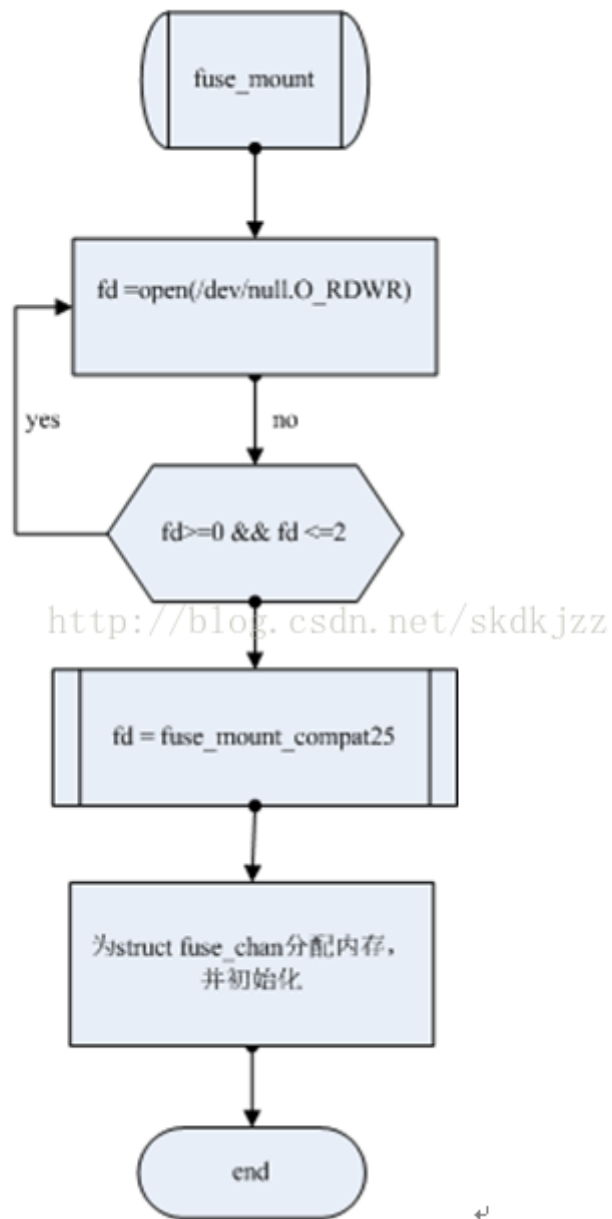 fuse_mount
fd =open(/dev/null.O_RDWR)
yes
no
fd>=0 && fd <=2
http://blog.csdn.net/skdkjzz
fd = fuse_mount_compat25
为struct fuse_chan分配内存，
并初始化
end